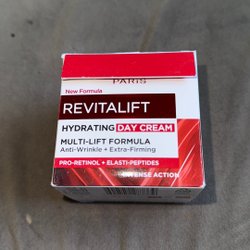 PARiS
New Formula
REVITALIFT
HYDRATING DAY CREAM
MULTI-LIFT FORMULA
Anti-Wrinkle + Extra-Firming
PRO-RETINOL + ELASTI-PEPTIDES
INTENSE ACTION